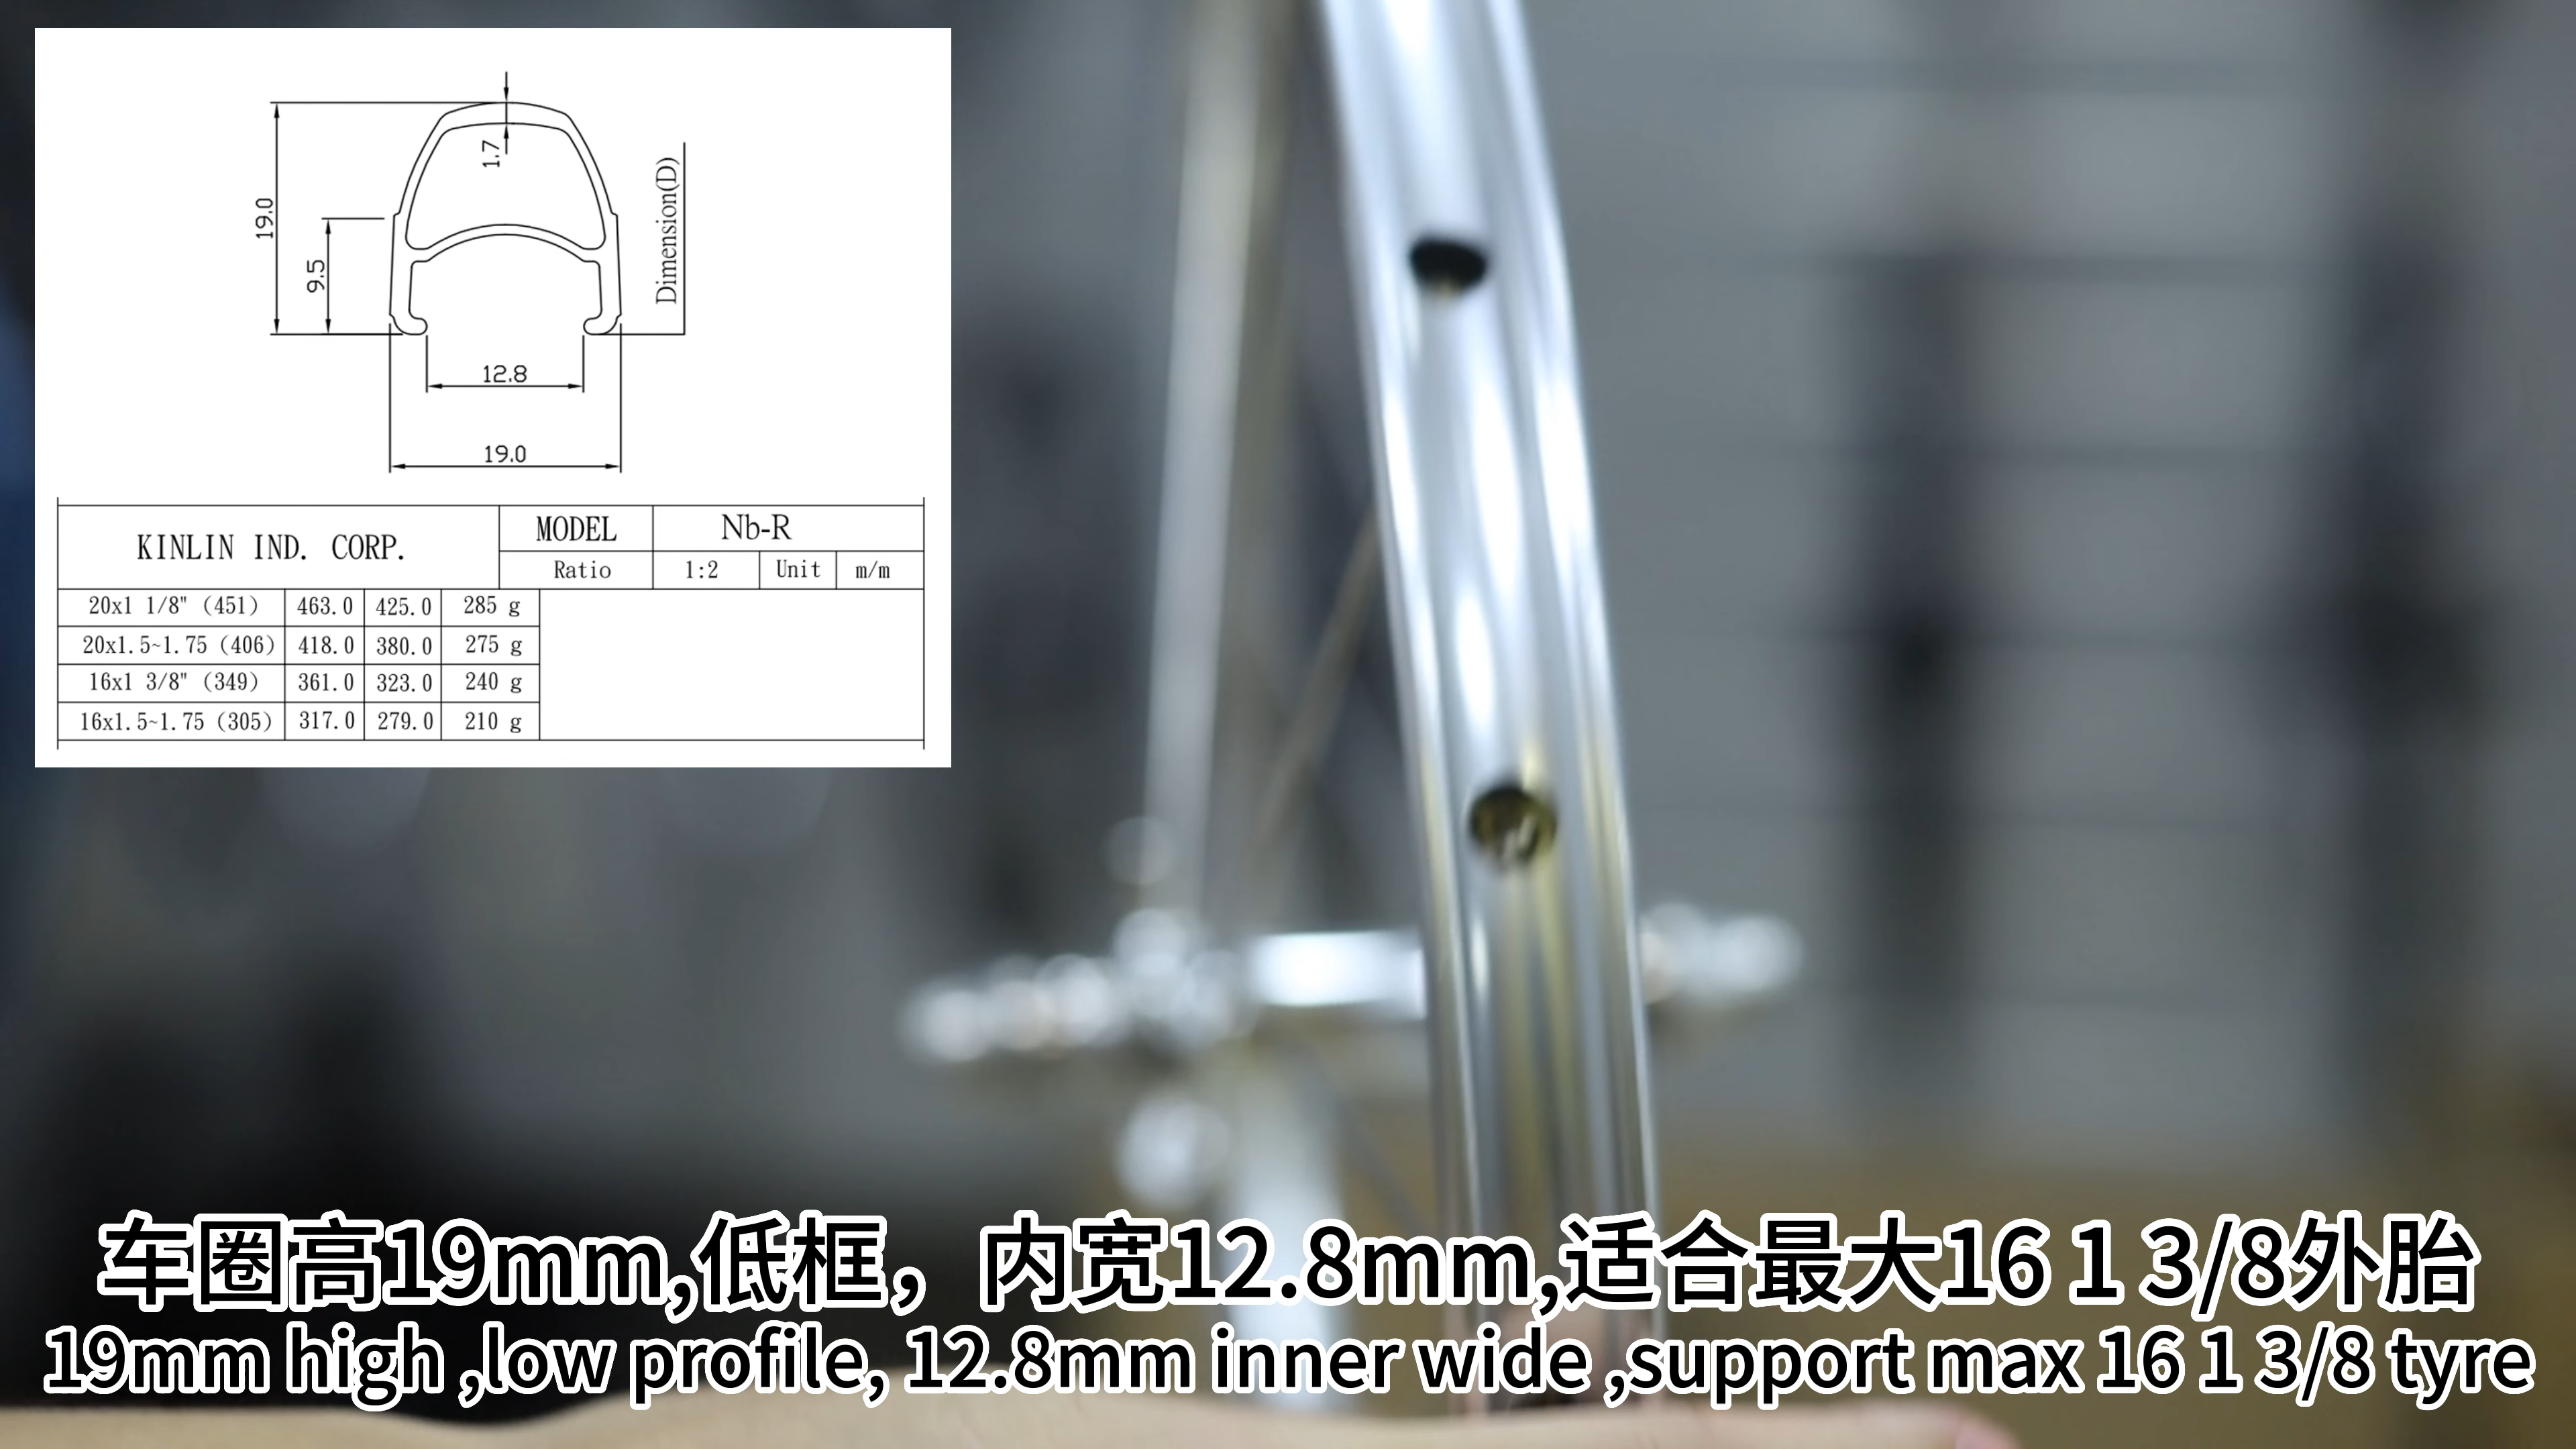 1.7
19.0
9.5
Dimension(D)
12.8
19.0
KINLIN IND. CORP.
MODEL Nb-R
Ratio 1:2 Unit m/m
20x1 1/8" (451) 463.0 425.0 285 g
20x1.5~1.75 (406) 418.0 380.0 275 g
16x1 3/8" (349) 361.0 323.0 240 g
16x1.5~1.75 (305) 317.0 279.0 210 g
车圈高19mm,低框，内宽12.8mm,适合最大16 1 3/8外胎
19mm high ,low profile, 12.8mm inner wide ,support max 16 1 3/8 tyre